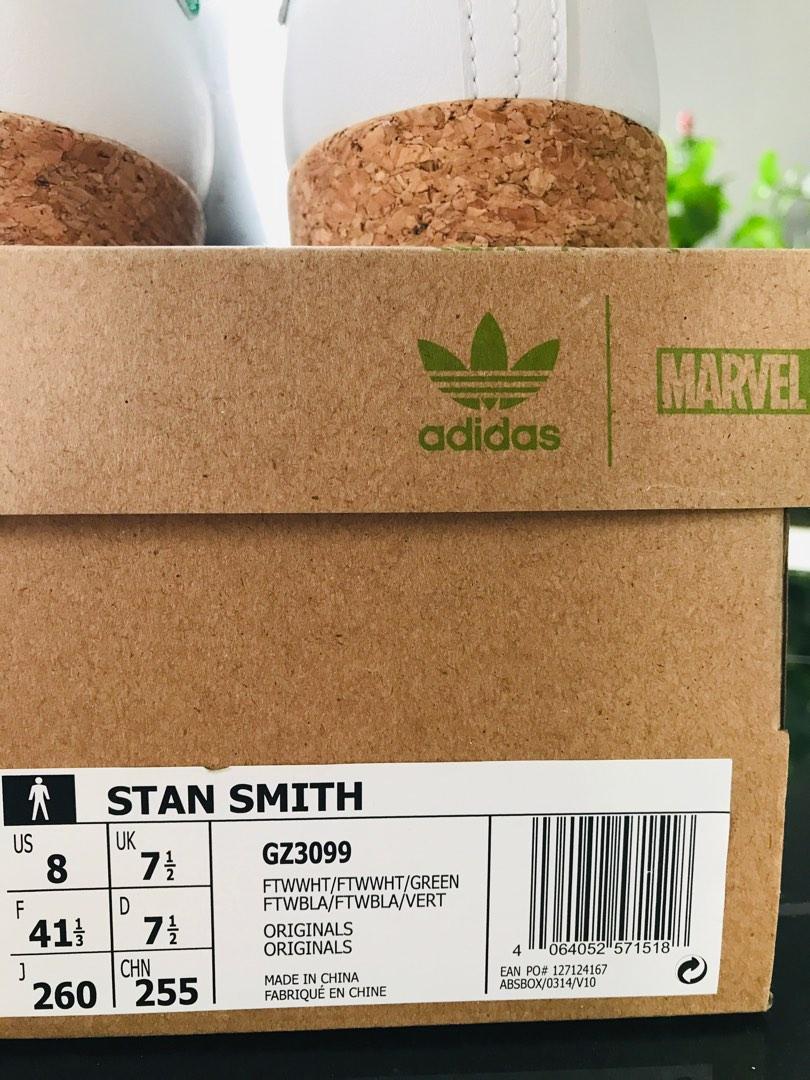 adidas
MARVEL
STAN SMITH
US 8
UK 7½
F 41⅓
D 7½
J 260
CHN 255
GZ3099
FTWWHT/FTWWHT/GREEN
FTWBLA/FTWBLA/VERT
ORIGINALS
ORIGINALS
MADE IN CHINA
FABRIQUÉ EN CHINE
4 064052 571518
EAN PO# 127124167
ABSBOX/0314/V10